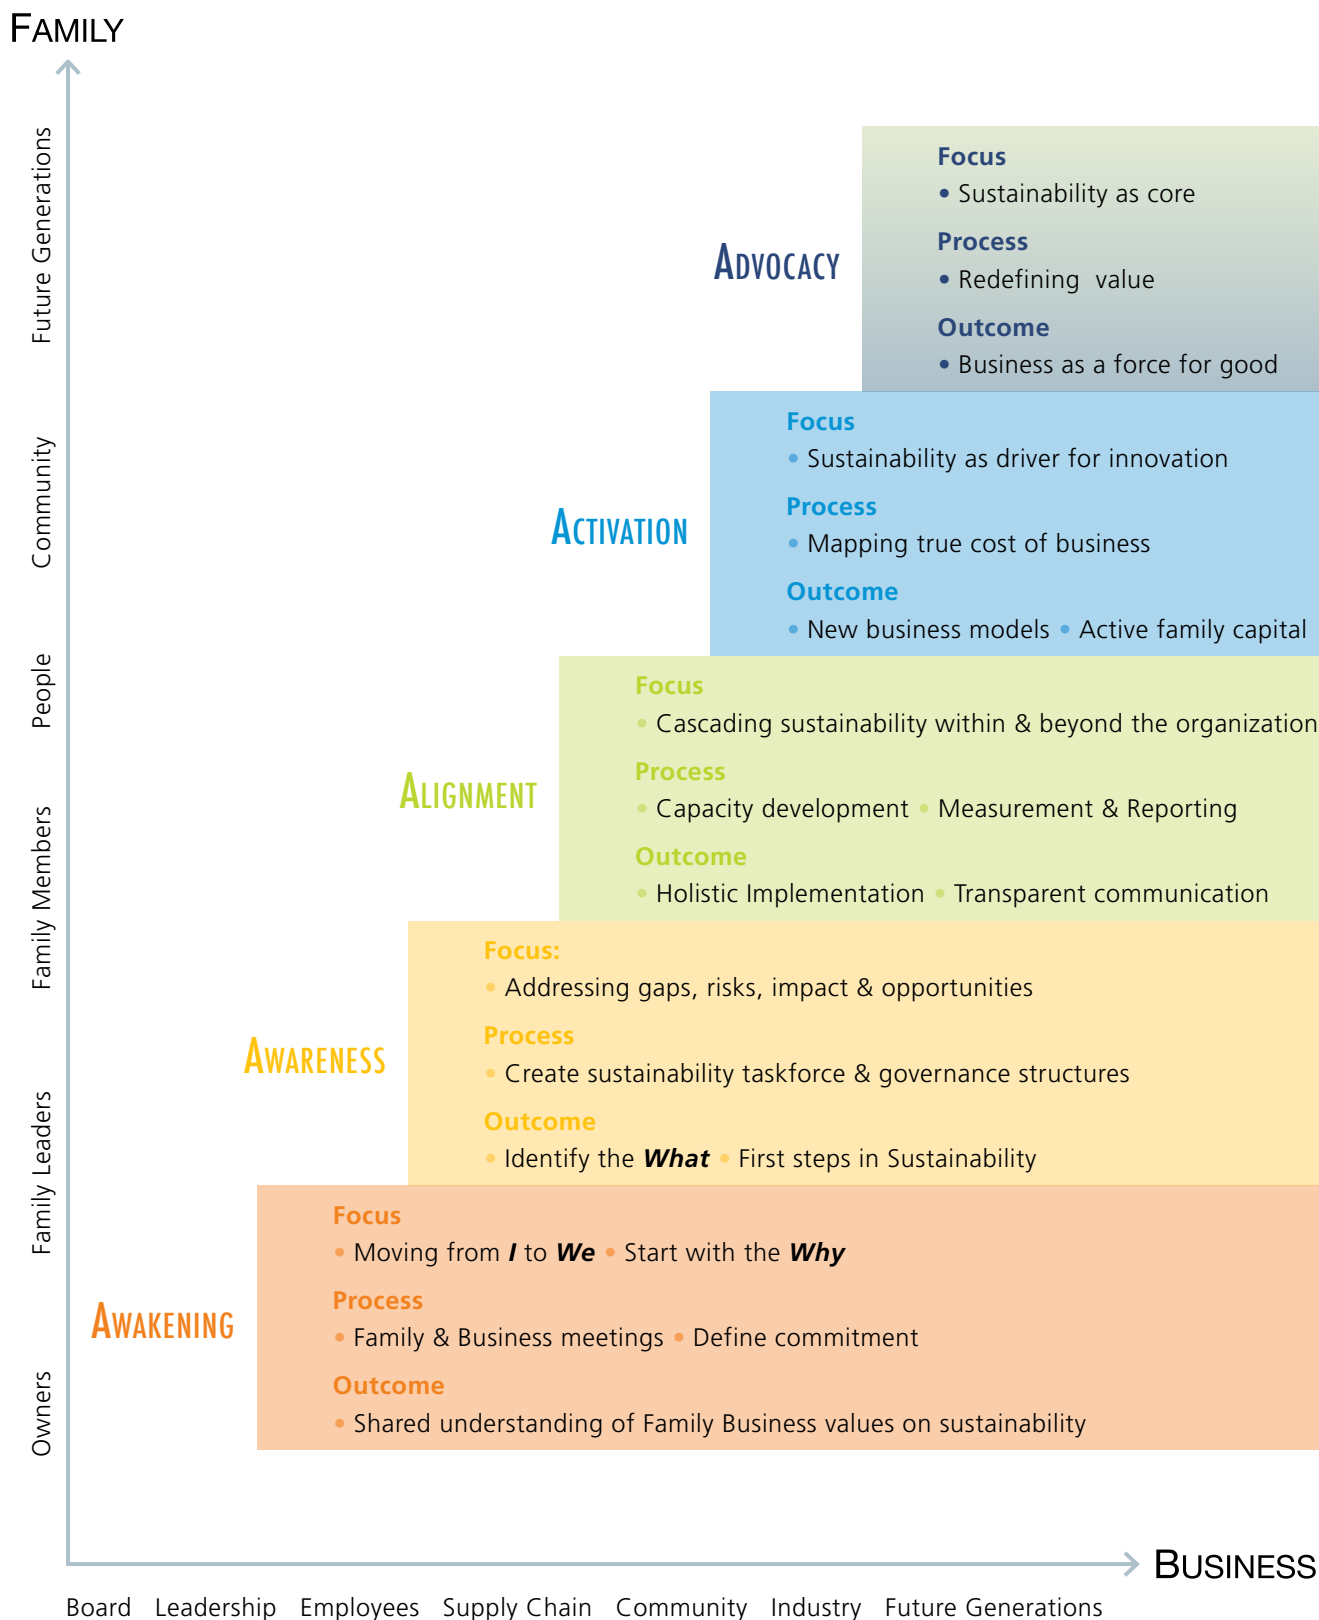 FAMILY
Future Generations
Community
People
Family Members
Family Leaders
Owners
ADVOCACY
Focus
• Sustainability as core
Process
• Redefining value
Outcome
• Business as a force for good
ACTIVATION
Focus
• Sustainability as driver for innovation
Process
• Mapping true cost of business
Outcome
• New business models • Active family capital
ALIGNMENT
Focus
• Cascading sustainability within & beyond the organization
Process
• Capacity development • Measurement & Reporting
Outcome
• Holistic Implementation • Transparent communication
AWARENESS
Focus:
• Addressing gaps, risks, impact & opportunities
Process
• Create sustainability taskforce & governance structures
Outcome
• Identify the What • First steps in Sustainability
AWAKENING
Focus
• Moving from I to We • Start with the Why
Process
• Family & Business meetings • Define commitment
Outcome
• Shared understanding of Family Business values on sustainability
BUSINESS
Board Leadership Employees Supply Chain Community Industry Future Generations